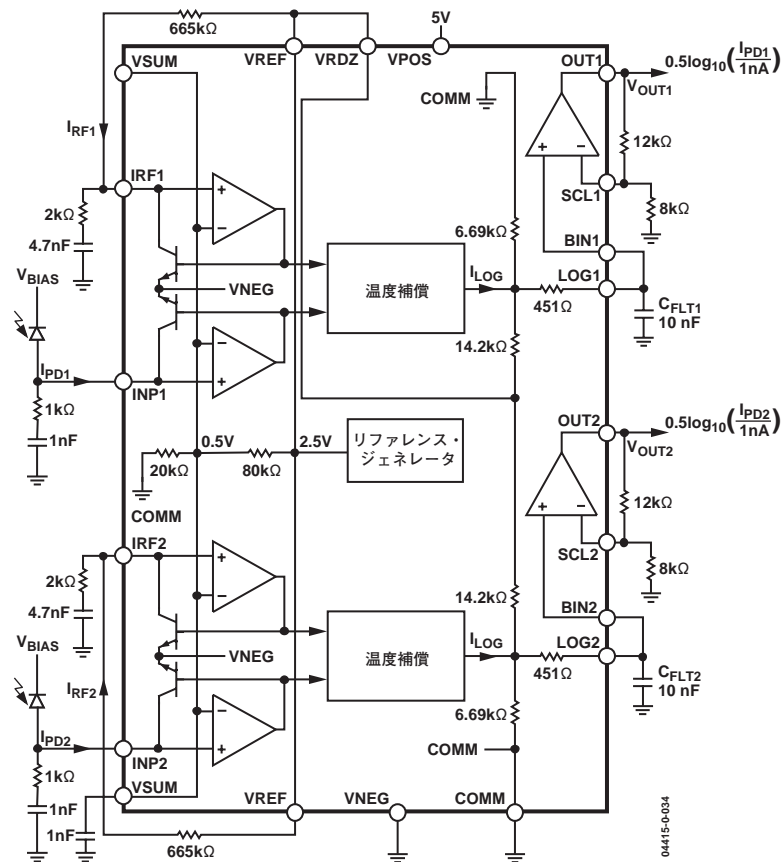 665kΩ
5V
VREF
VRDZ
VPOS
VSUM
COMM
OUT1
0.5log10(IPD1/1nA)
VOUT1
IRF1
12kΩ
IRF1
SCL1
8kΩ
2kΩ
4.7nF
6.69kΩ
BIN1
VBIAS
VNEG
温度補償
ILOG
LOG1
451Ω
CFLT1
10 nF
14.2kΩ
IPD1
INP1
1kΩ
1nF
OUT2
0.5log10(IPD2/1nA)
VOUT2
0.5V
2.5V
リファレンス・
ジェネレータ
20kΩ
80kΩ
COMM
12kΩ
IRF2
SCL2
8kΩ
2kΩ
4.7nF
14.2kΩ
BIN2
VBIAS
VNEG
温度補償
ILOG
LOG2
451Ω
CFLT2
10 nF
IRF2
6.69kΩ
IPD2
INP2
COMM
1kΩ
VSUM
1nF
VREF
VNEG
COMM
1nF
665kΩ
04415-0-034